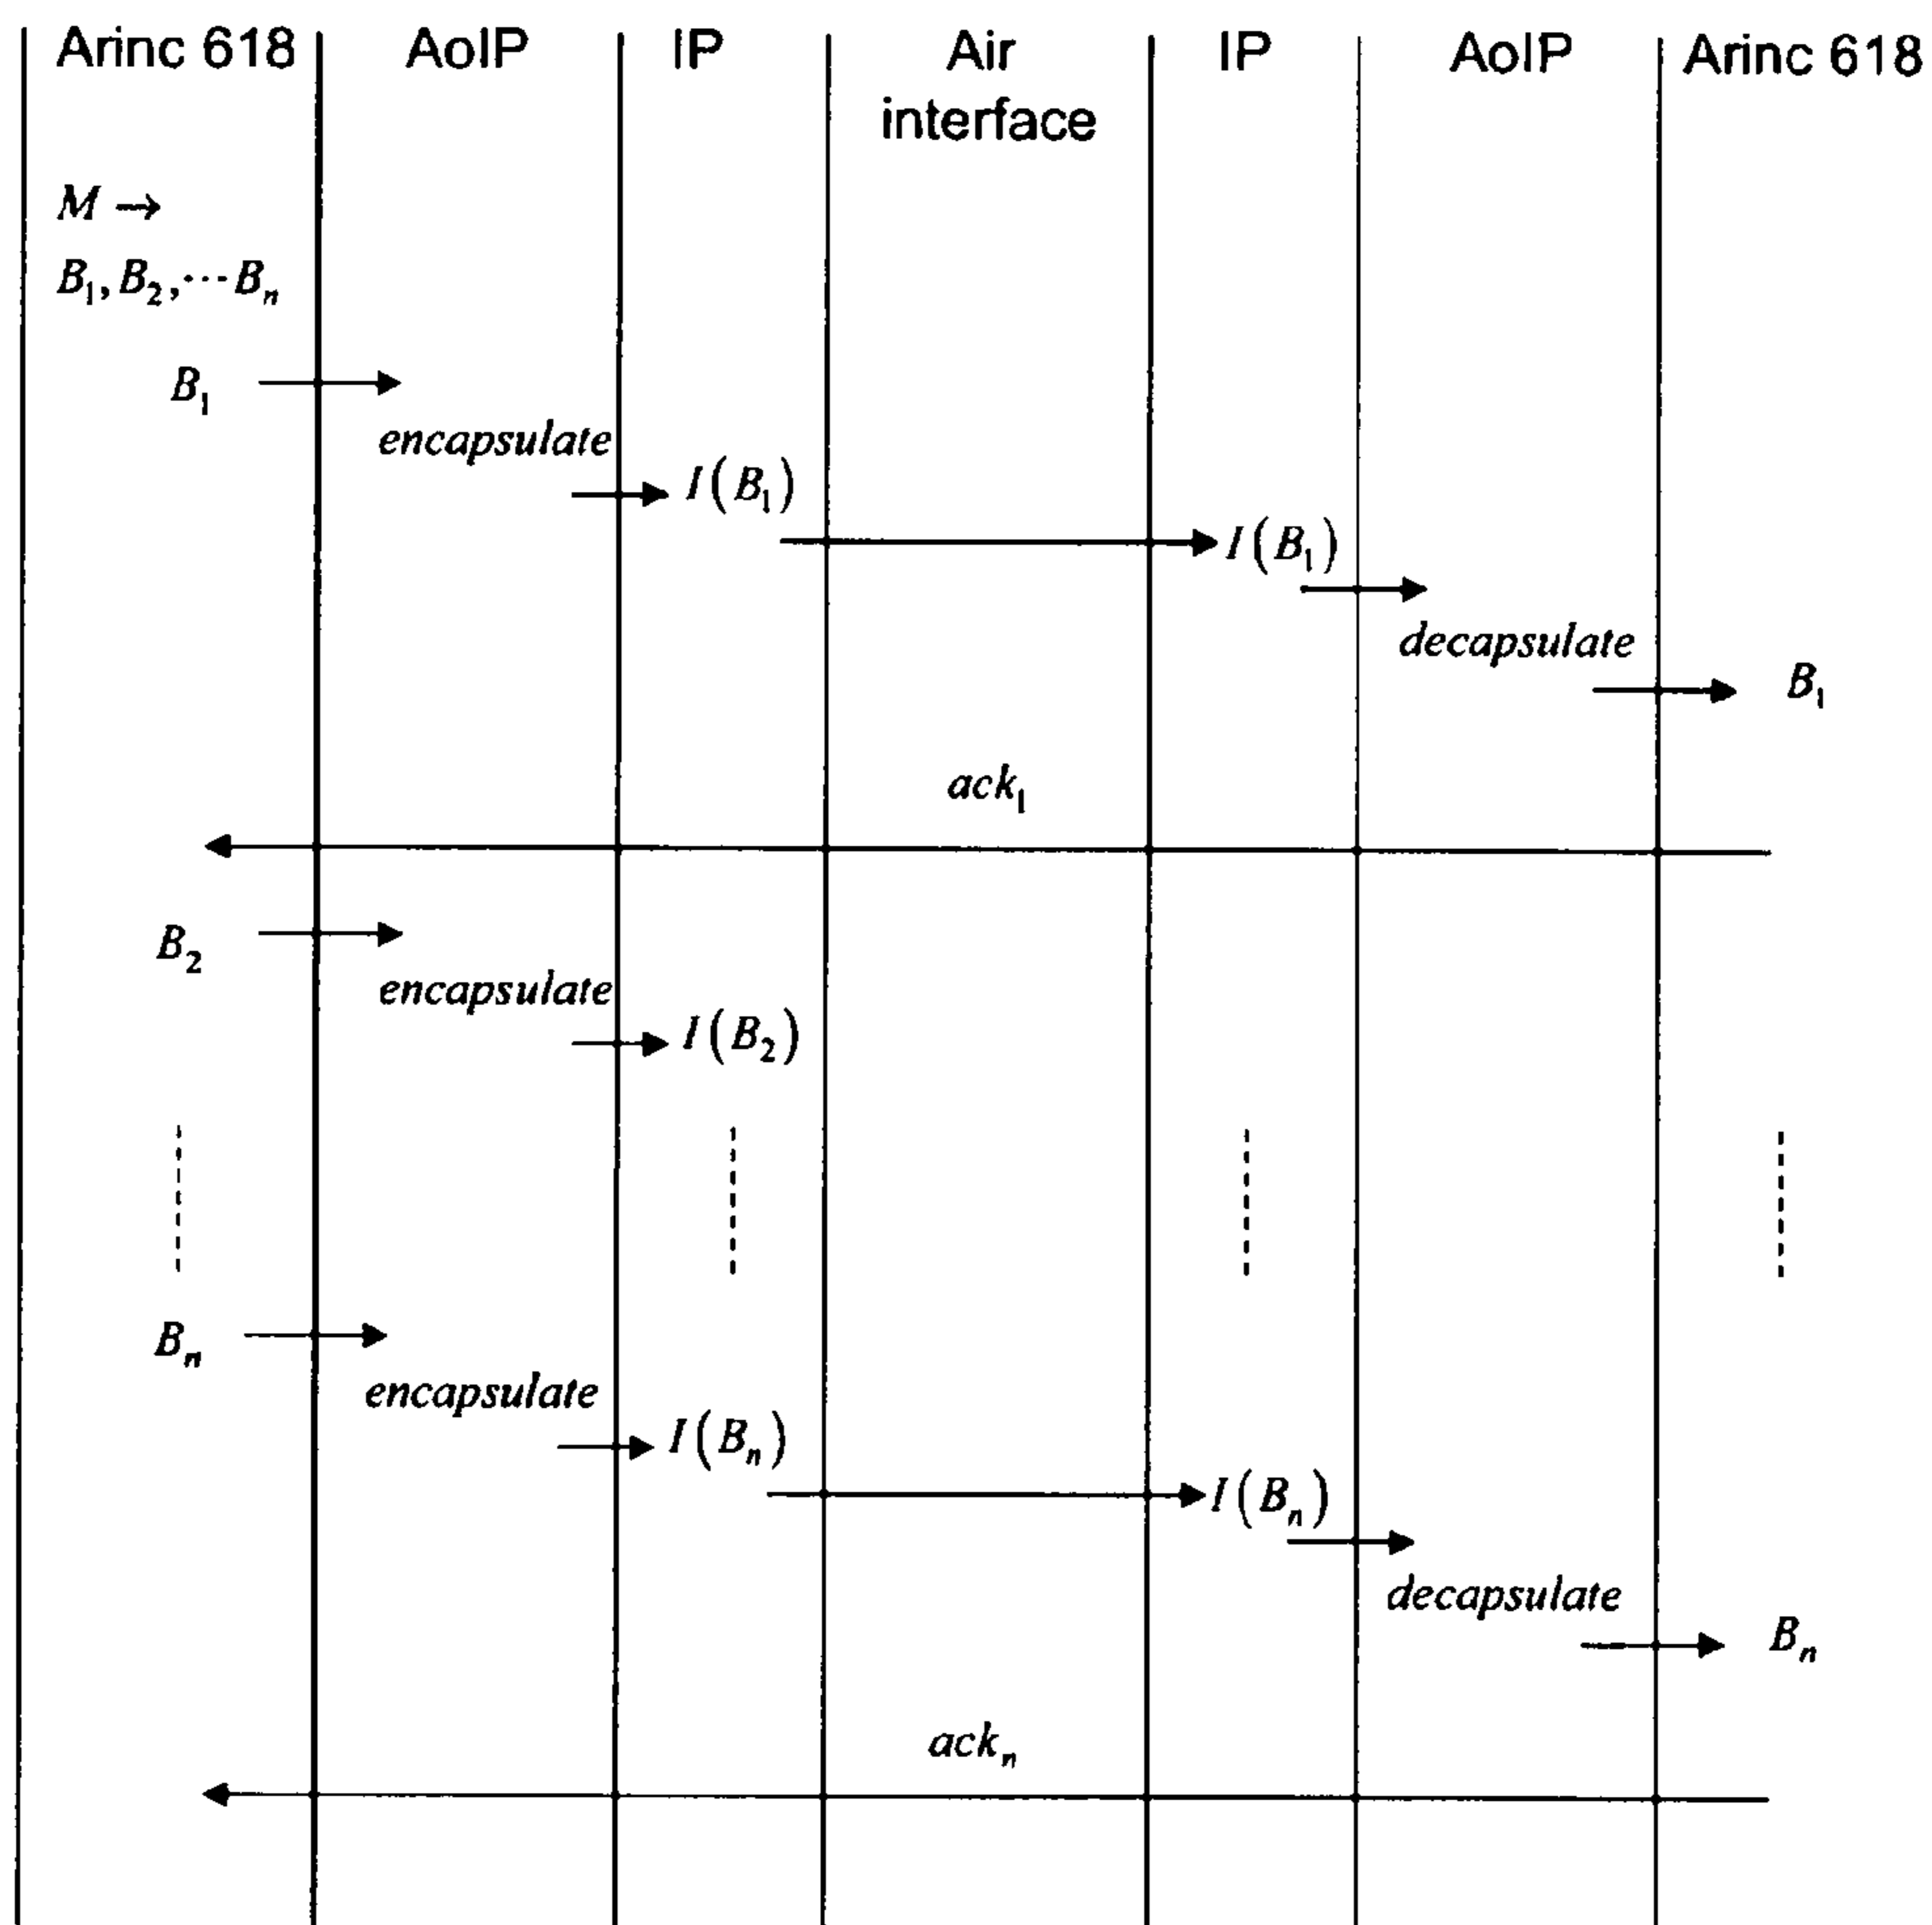 Arinc 618 AoIP IP Air interface IP AoIP Arinc 618
M →
B₁, B₂, ⋯ Bₙ
B₁
encapsulate
I(B₁)
I(B₁)
decapsulate
B₁
ack₁
B₂
encapsulate
I(B₂)
Bₙ
encapsulate
I(Bₙ)
I(Bₙ)
decapsulate
Bₙ
ackₙ